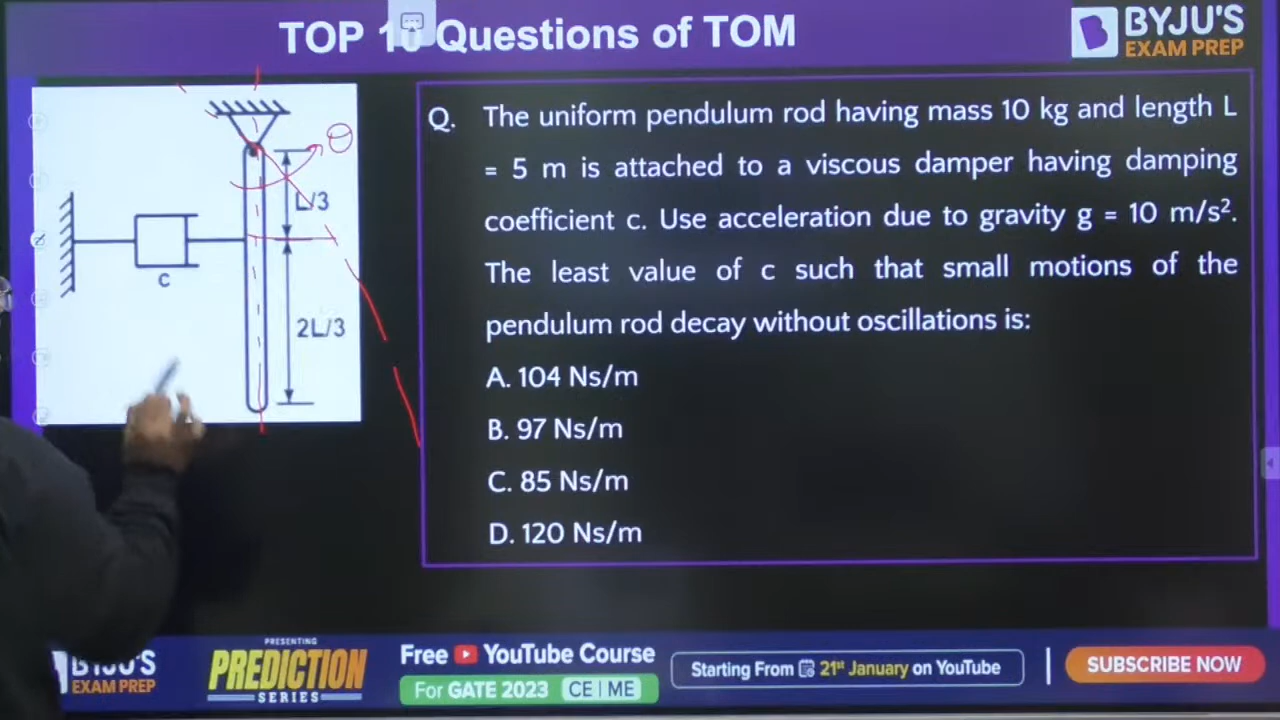 TOP 10 Questions of TOM
BYJU'S
EXAM PREP
θ
L/3
C
2L/3
Q. The uniform pendulum rod having mass 10 kg and length L
= 5 m is attached to a viscous damper having damping
coefficient c. Use acceleration due to gravity g = 10 m/s².
The least value of c such that small motions of the
pendulum rod decay without oscillations is:
A. 104 Ns/m
B. 97 Ns/m
C. 85 Ns/m
D. 120 Ns/m
BYJU'S
EXAM PREP
PRESENTING
PREDICTION
SERIES
Free YouTube Course
For GATE 2023 CE | ME
Starting From 21st January on YouTube
SUBSCRIBE NOW